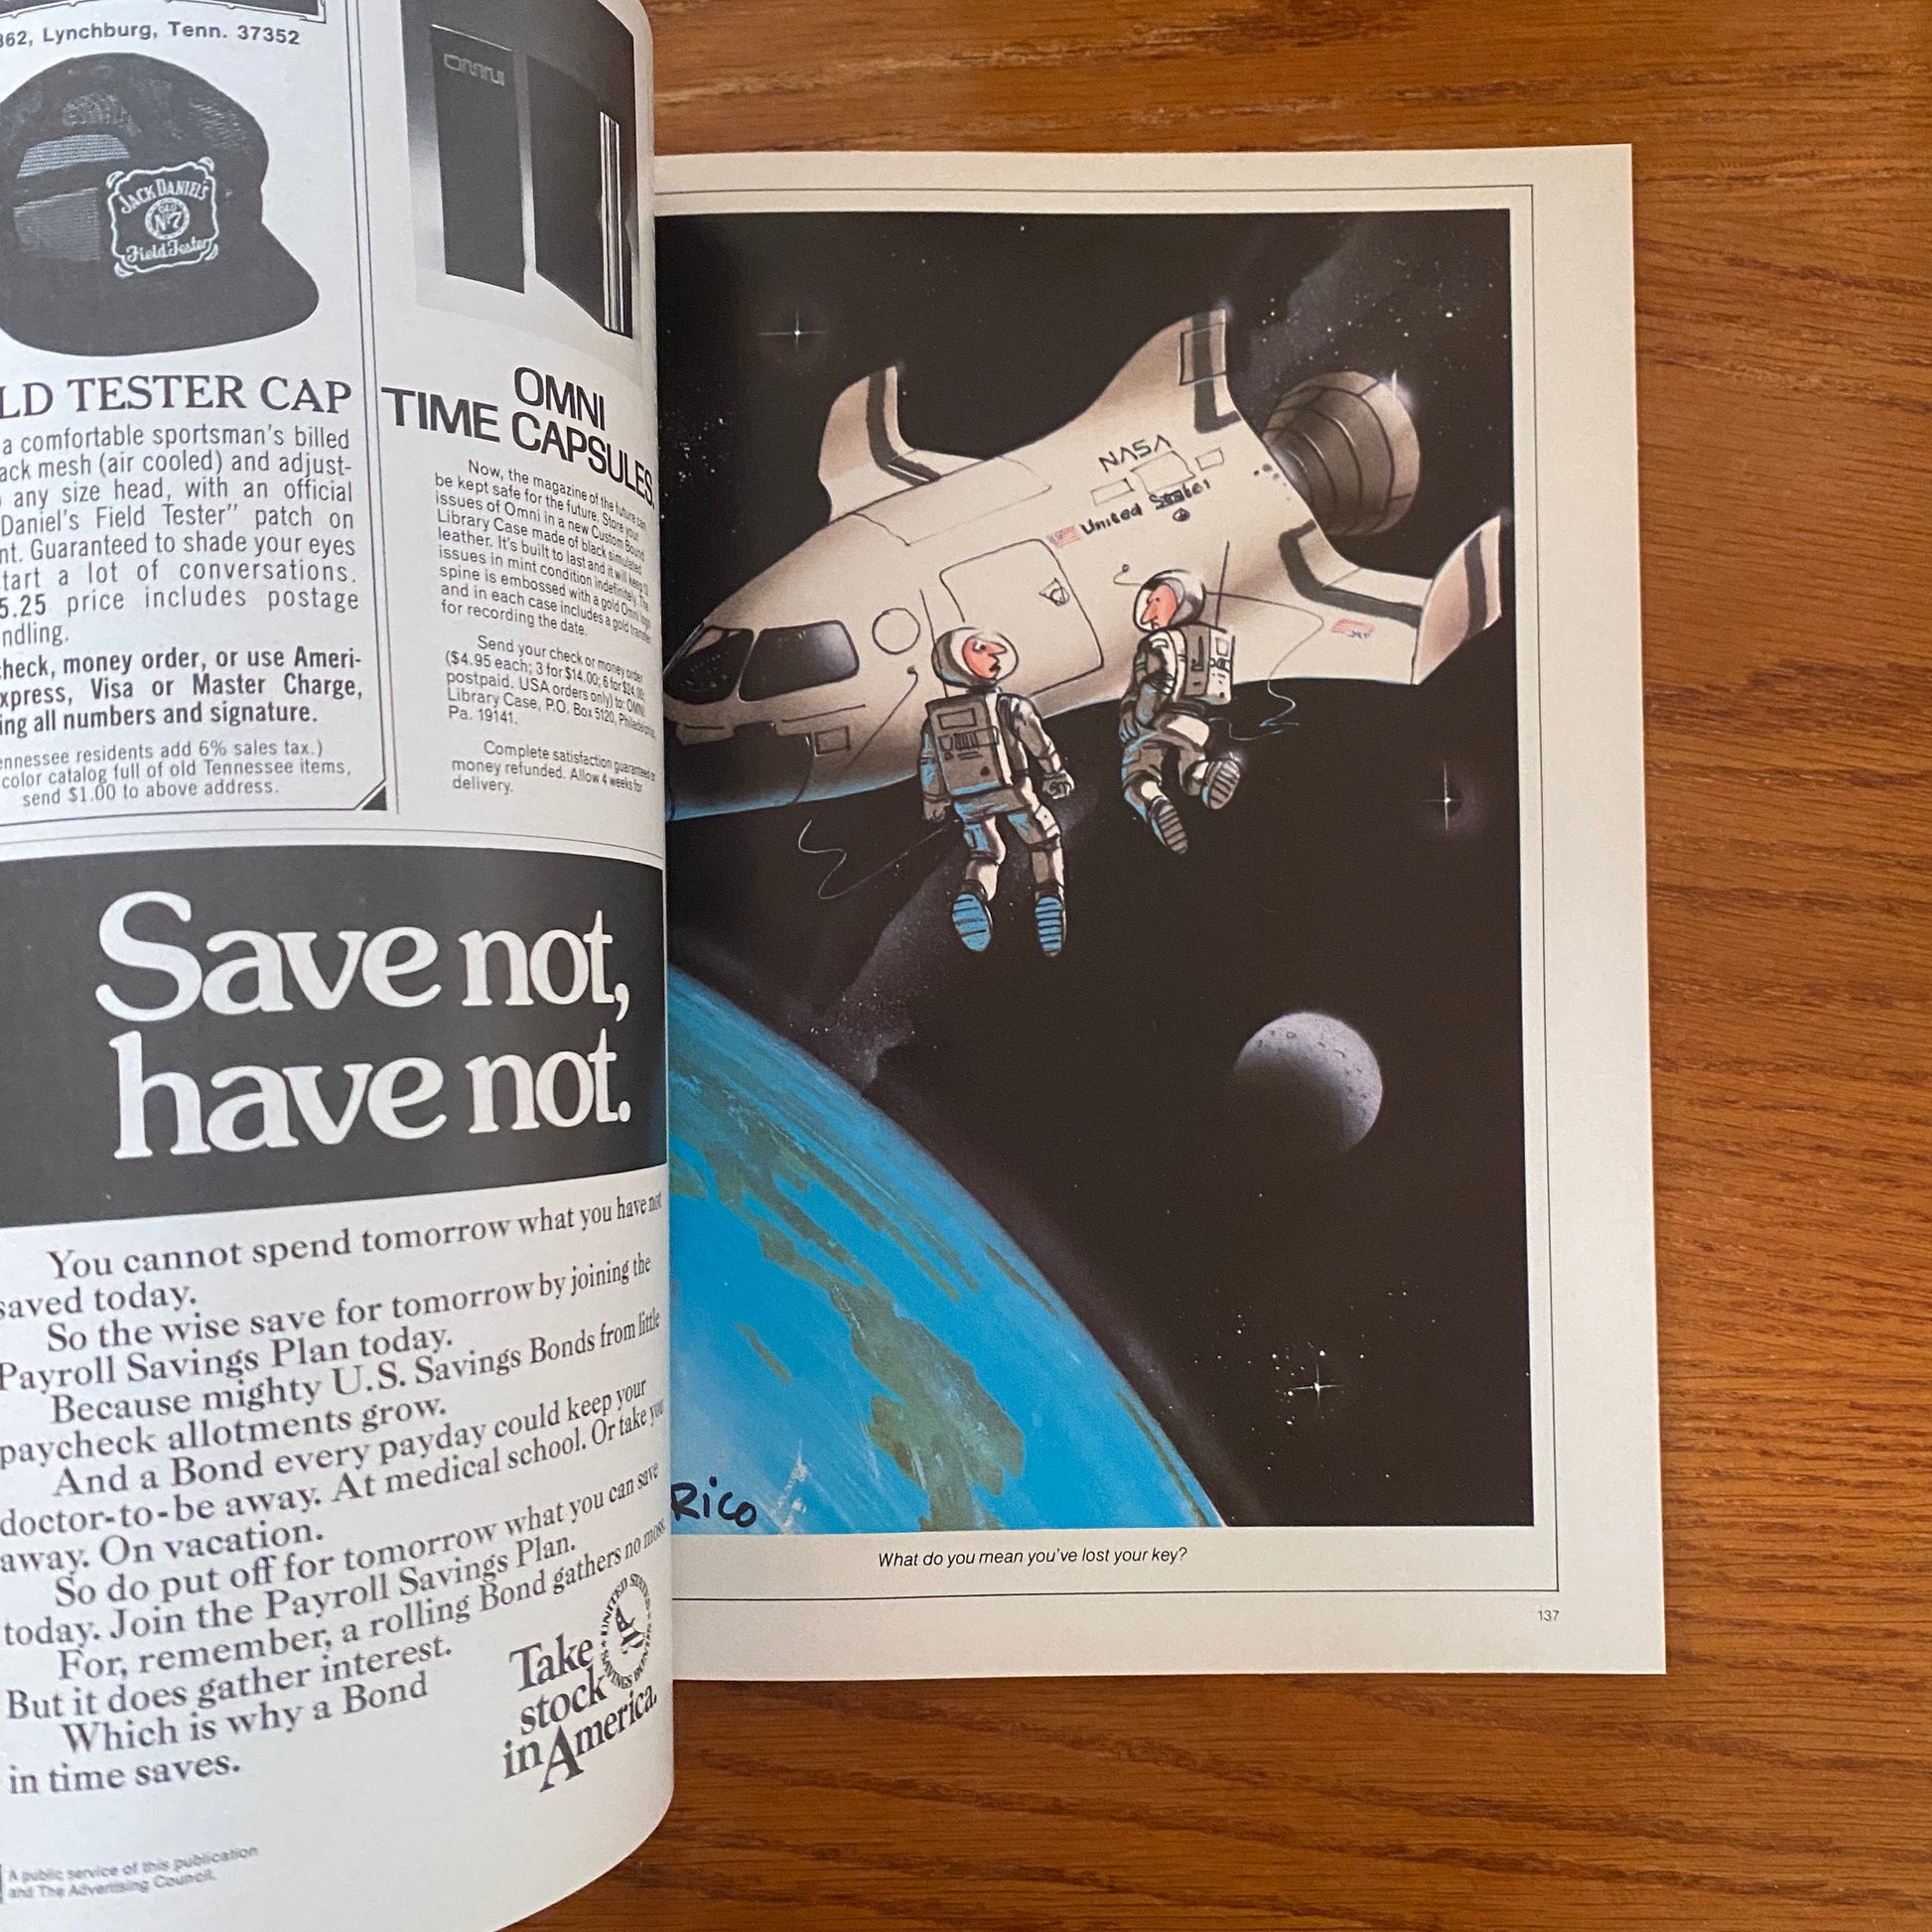 362, Lynchburg, Tenn. 37352
JACK DANIEL'S
OLD
Nº7
Field Tester
LD TESTER CAP
a comfortable sportsman's billed
ack mesh (air cooled) and adjust-
any size head, with an official
Daniel's Field Tester" patch on
nt. Guaranteed to shade your eyes
tart a lot of conversations.
5.25 price includes postage
ndling.
heck, money order, or use Ameri-
xpress, Visa or Master Charge,
ing all numbers and signature.
ennessee residents add 6% sales tax.)
color catalog full of old Tennessee items,
send $1.00 to above address.
OMNI
OMNI
TIME CAPSULES.
Now, the magazine of the future can
be kept safe for the future. Store your
issues of Omni in a new Custom Bound
Library Case made of black simulated
leather. It's built to last and it will keep
issues in mint condition indefinitely. The
spine is embossed with a gold Omni logo
and in each case includes a gold transfer
for recording the date.
Send your check or money order
($4.95 each; 3 for $14.00; 6 for $24.00
postpaid. USA orders only) to: OMNI
Library Case, P.O. Box 5120, Philadelphia,
Pa. 19141.
Complete satisfaction guaranteed or
money refunded. Allow 4 weeks for
delivery.
Save not,
have not.
You cannot spend tomorrow what you have not
saved today.
So the wise save for tomorrow by joining the
Payroll Savings Plan today.
Because mighty U.S. Savings Bonds from little
paycheck allotments grow.
And a Bond every payday could keep your
doctor-to-be away. At medical school. Or take you
away. On vacation.
So do put off for tomorrow what you can save
today. Join the Payroll Savings Plan.
For, remember, a rolling Bond gathers no moss.
But it does gather interest.
Which is why a Bond
in time saves.
Take
stock
in America.
UNITED STATES SAVINGS BONDS
A public service of this publication
and The Advertising Council.
NASA
United States
Rico
What do you mean you've lost your key?
137